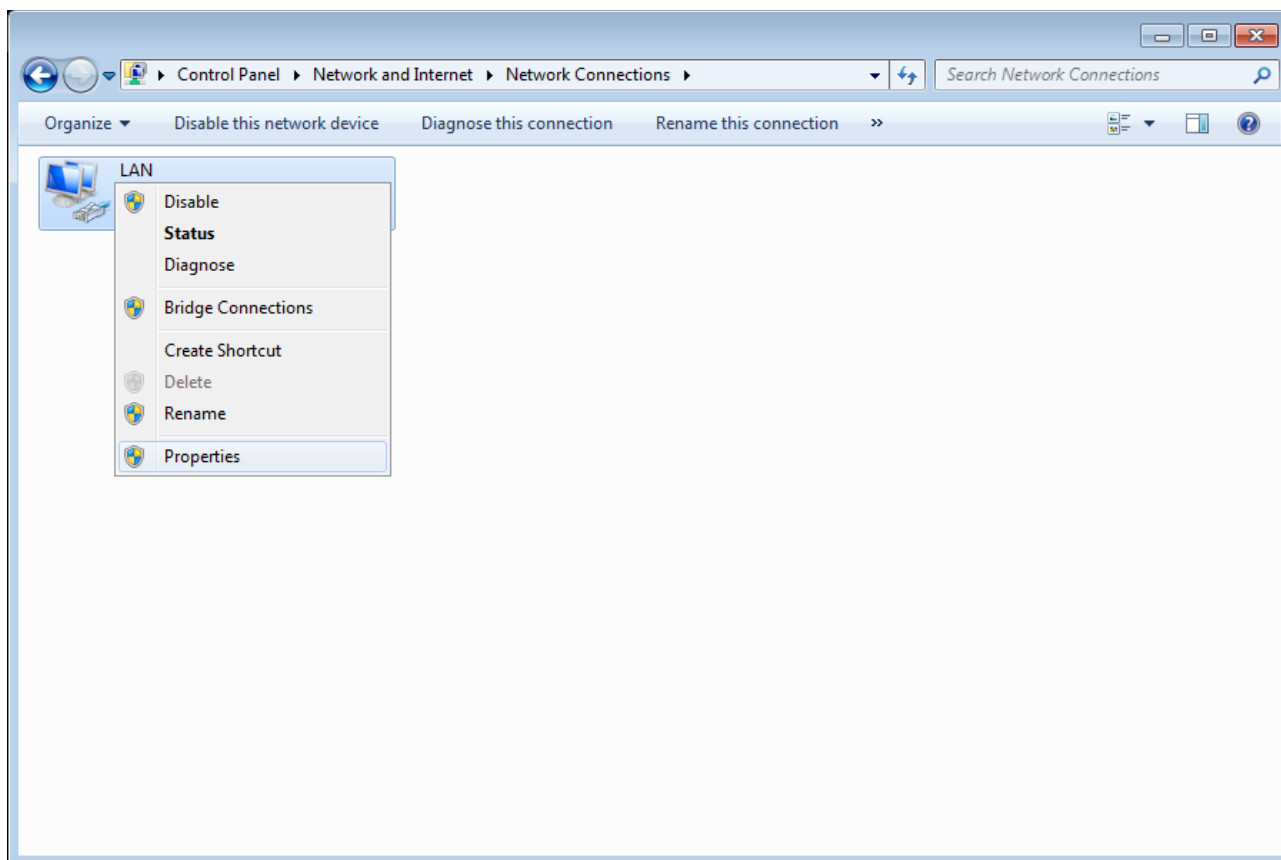 Control Panel Network and Internet Network Connections
Search Network Connections
Organize Disable this network device Diagnose this connection Rename this connection »
LAN
Disable
Status
Diagnose
Bridge Connections
Create Shortcut
Delete
Rename
Properties